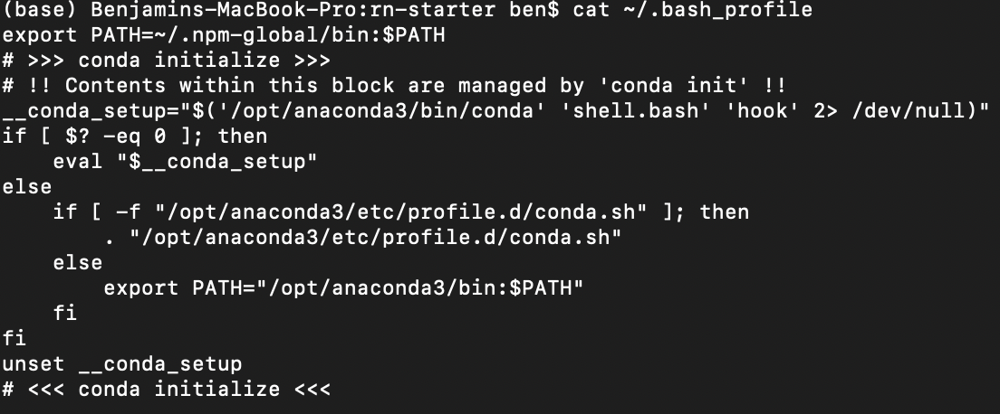 (base) Benjamins-MacBook-Pro:rn-starter ben$ cat ~/.bash_profile
export PATH=~/.npm-global/bin:$PATH
# >>> conda initialize >>>
# !! Contents within this block are managed by 'conda init' !!
__conda_setup="$('/opt/anaconda3/bin/conda' 'shell.bash' 'hook' 2> /dev/null)"
if [ $? -eq 0 ]; then
    eval "$__conda_setup"
else
    if [ -f "/opt/anaconda3/etc/profile.d/conda.sh" ]; then
        . "/opt/anaconda3/etc/profile.d/conda.sh"
    else
        export PATH="/opt/anaconda3/bin:$PATH"
    fi
fi
unset __conda_setup
# <<< conda initialize <<<